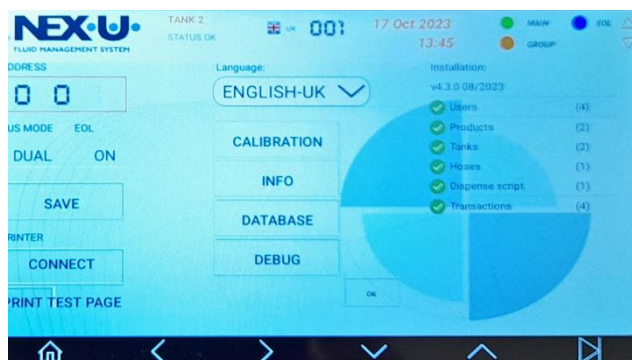 NEX·U·
FLUID MANAGEMENT SYSTEM
TANK 2
STATUS OK
UK
001
17 Oct 2023
13:45
MAIN
GROUP
EOL
DDRESS
0 0
US MODE EOL
DUAL ON
SAVE
RINTER
CONNECT
PRINT TEST PAGE
Language:
ENGLISH-UK
CALIBRATION
INFO
DATABASE
DEBUG
OK
Installation:
v4.3.0 08/2023
Users (4)
Products (2)
Tanks (2)
Hoses (1)
Dispense script (1)
Transactions (4)